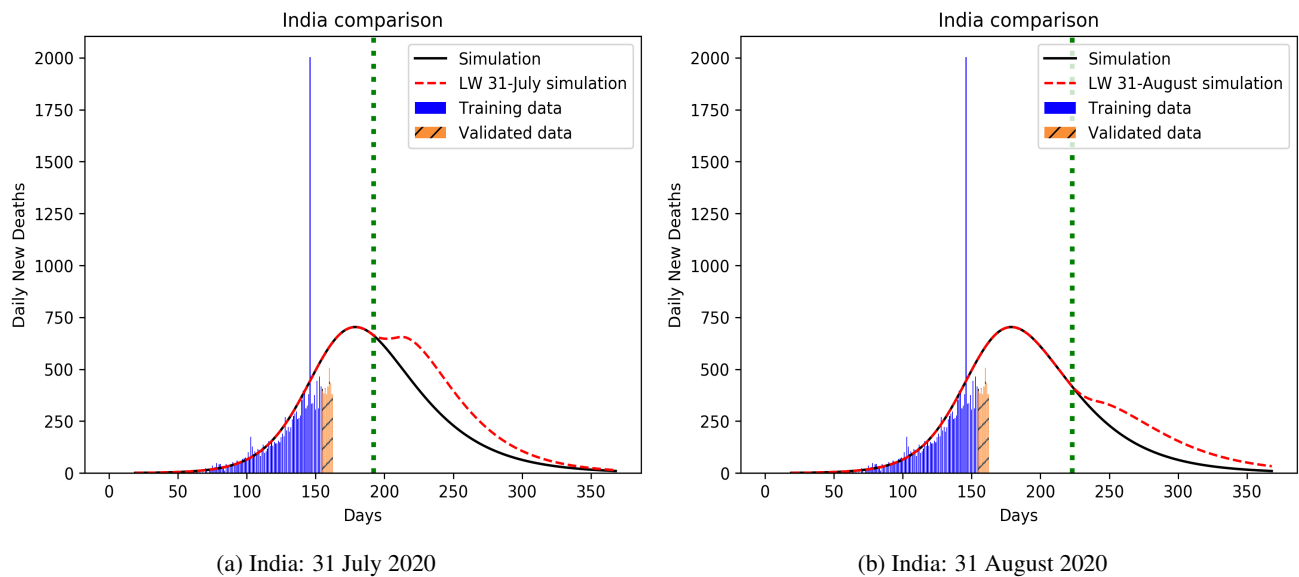 India comparison
2000
1750
1500
1250
1000
750
500
250
0
Daily New Deaths
0 50 100 150 200 250 300 350
Days
Simulation
LW 31-July simulation
Training data
Validated data
(a) India: 31 July 2020
India comparison
2000
1750
1500
1250
1000
750
500
250
0
Daily New Deaths
0 50 100 150 200 250 300 350
Days
Simulation
LW 31-August simulation
Training data
Validated data
(b) India: 31 August 2020